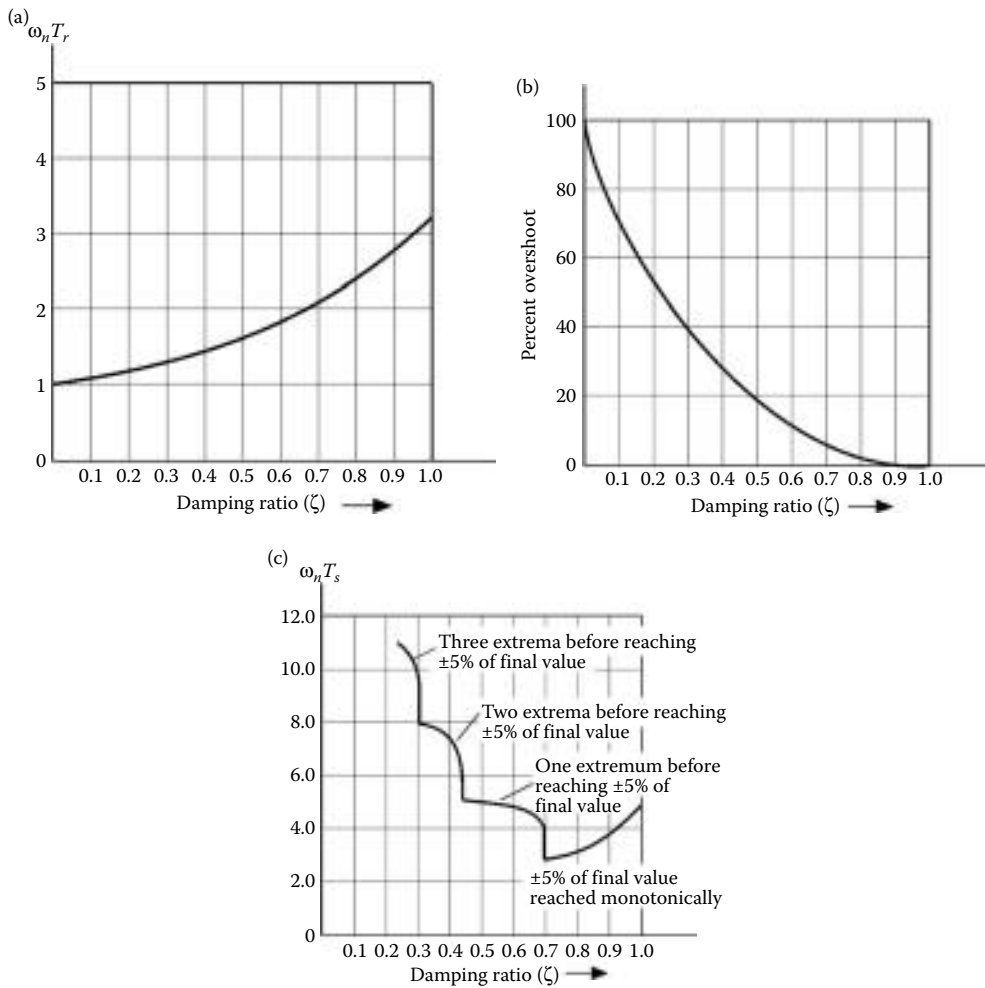 (a)
ωₙTᵣ
5
4
3
2
1
0
0.1 0.2 0.3 0.4 0.5 0.6 0.7 0.8 0.9 1.0
Damping ratio (ζ)
(b)
Percent overshoot
100
80
60
40
20
0
0.1 0.2 0.3 0.4 0.5 0.6 0.7 0.8 0.9 1.0
Damping ratio (ζ)
(c)
ωₙTₛ
12.0
10.0
8.0
6.0
4.0
2.0
0
Three extrema before reaching
±5% of final value
Two extrema before reaching
±5% of final value
One extremum before
reaching ±5% of
final value
±5% of final value
reached monotonically
0.1 0.2 0.3 0.4 0.5 0.6 0.7 0.8 0.9 1.0
Damping ratio (ζ)